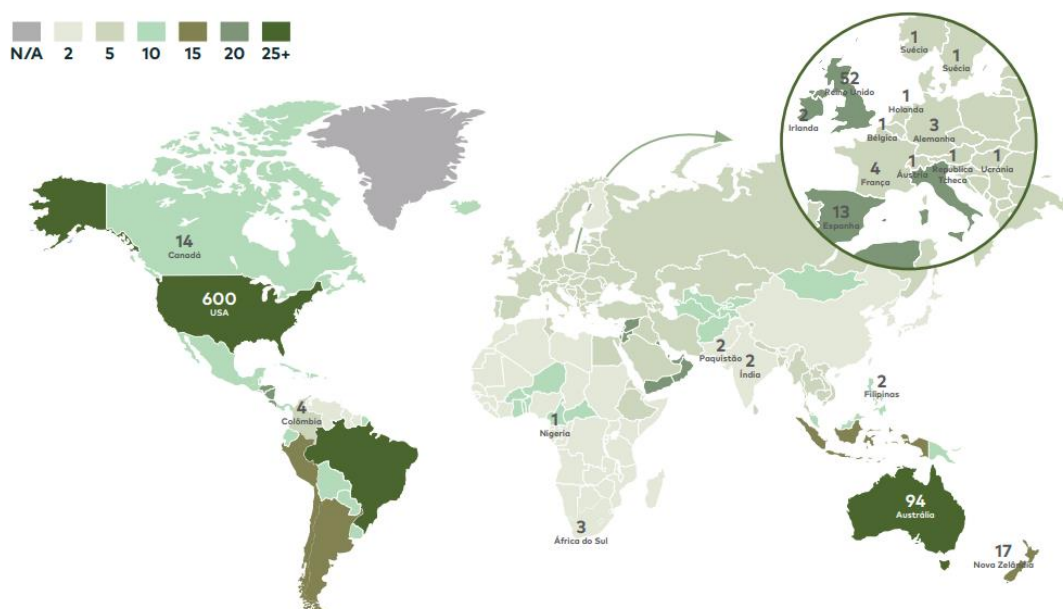 N/A 2 5 10 15 20 25+
1
Suécia
1
Suécia
52
Reino Unido
2
Irlanda
1
Holanda
1
Bélgica
3
Alemanha
4
França
1
Áustria
1
República
Tcheca
1
Ucrânia
13
Espanha
14
Canadá
600
USA
4
Colômbia
1
Nigeria
3
África do Sul
2
Paquistão
2
Índia
2
Filipinas
94
Austrália
17
Nova Zelândia